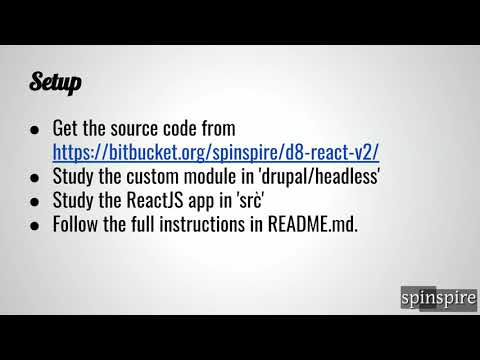 Setup
● Get the source code from
https://bitbucket.org/spinspire/d8-react-v2/
● Study the custom module in 'drupal/headless'
● Study the ReactJS app in 'src'
● Follow the full instructions in README.md.
spinspire